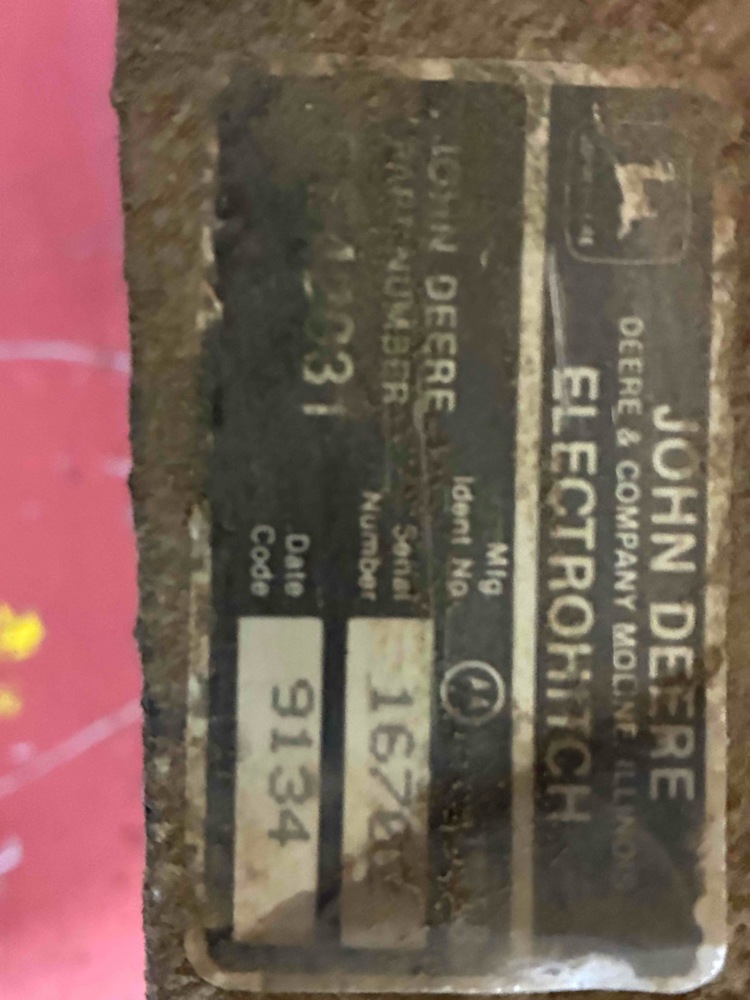 JOHN DEERE
DEERE & COMPANY MOLINE, ILLINOIS
ELECTROHITCH
Mfg
Ident No.
JOHN DEERE
PART NUMBER
Serial
Number
Date
Code 9134